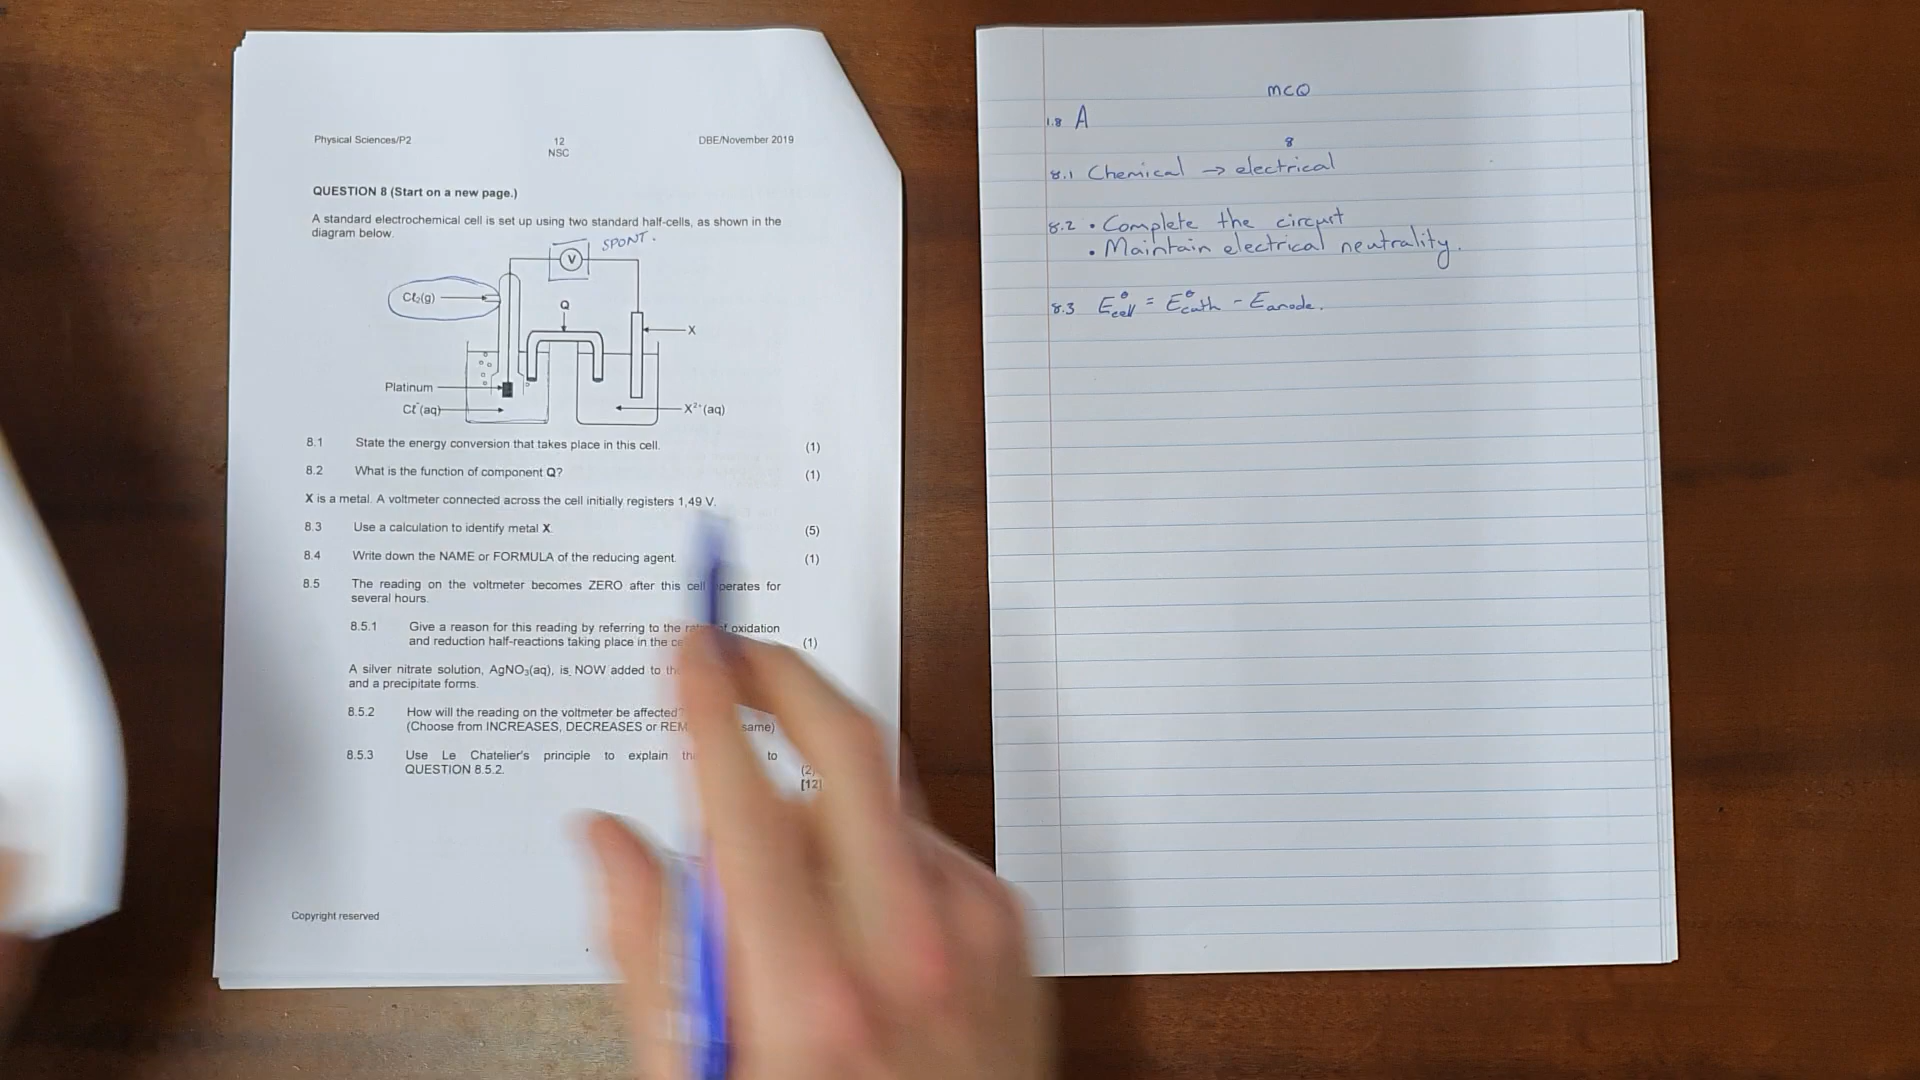 Physical Sciences/P2
12
NSC
DBE/November 2019
QUESTION 8 (Start on a new page.)
A standard electrochemical cell is set up using two standard half-cells, as shown in the
diagram below.
SPONT.
V
Cℓ₂(g)
Q
X
Platinum
Cℓ⁻(aq)
X²⁺(aq)
8.1 State the energy conversion that takes place in this cell. (1)
8.2 What is the function of component Q? (1)
X is a metal. A voltmeter connected across the cell initially registers 1,49 V.
8.3 Use a calculation to identify metal X. (5)
8.4 Write down the NAME or FORMULA of the reducing agent. (1)
8.5 The reading on the voltmeter becomes ZERO after this cell operates for
several hours.
8.5.1 Give a reason for this reading by referring to the of oxidation
and reduction half-reactions taking place in the (1)
A silver nitrate solution, AgNO₃(aq), is NOW added to
and a precipitate forms.
8.5.2 How will the reading on the voltmeter be affected?
(Choose from INCREASES, DECREASES or same)
8.5.3 Use Le Chatelier's principle to explain to
QUESTION 8.5.2. (2)
[12]
Copyright reserved
MCQ
1.8 A
8
8.1 Chemical → electrical
8.2 • Complete the circust
• Maintain electrical neutrality.
8.3 E°cell = E°cath - Eanode.